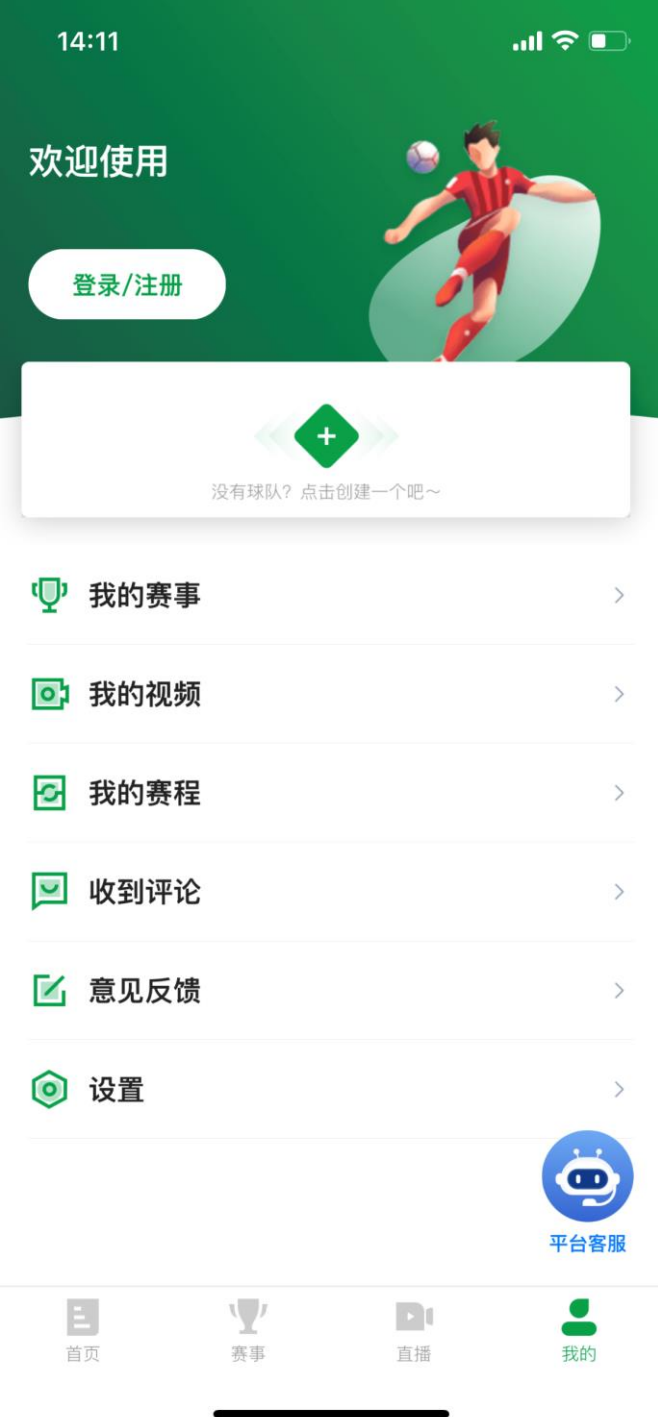 14:11
欢迎使用
登录/注册
没有球队？点击创建一个吧～
我的赛事
我的视频
我的赛程
收到评论
意见反馈
设置
平台客服
首页
赛事
直播
我的